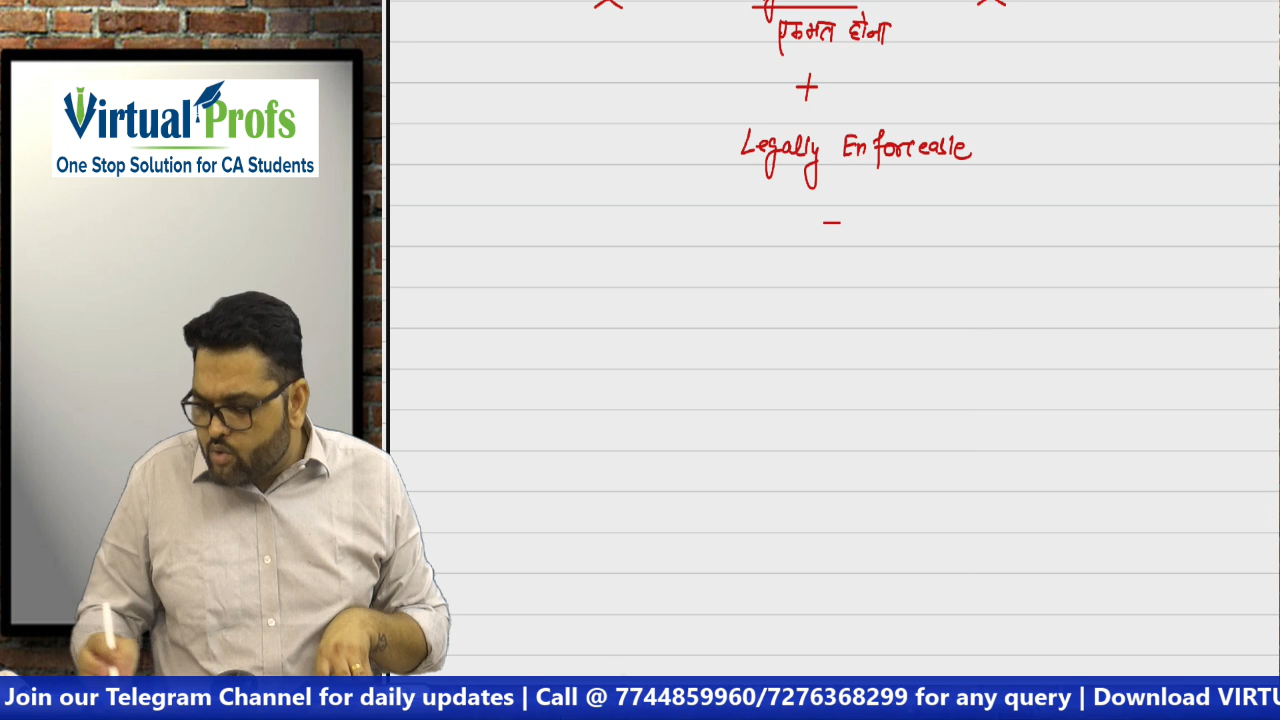 Virtual Profs
One Stop Solution for CA Students
एकमत होना
+
Legally Enforceable
-
Join our Telegram Channel for daily updates | Call @ 7744859960/7276368299 for any query | Download VIRTU